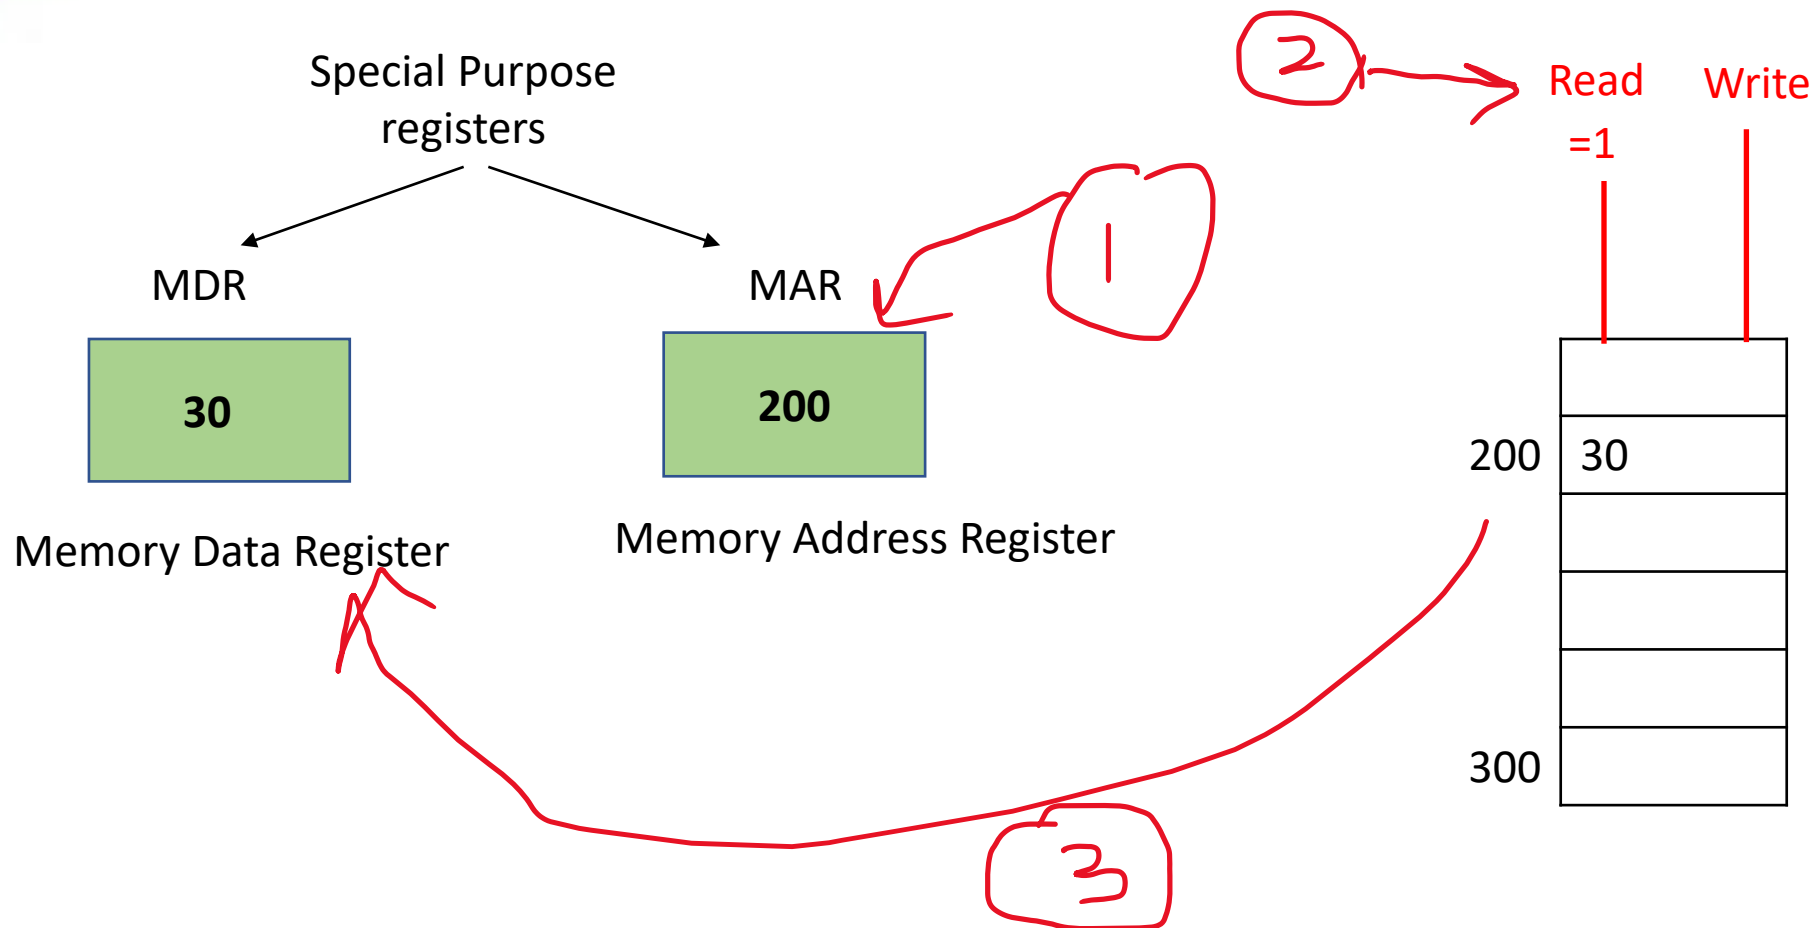 Special Purpose
registers
2
Read
Write
=1
1
MDR
MAR
30
200
200
30
Memory Data Register
Memory Address Register
300
3